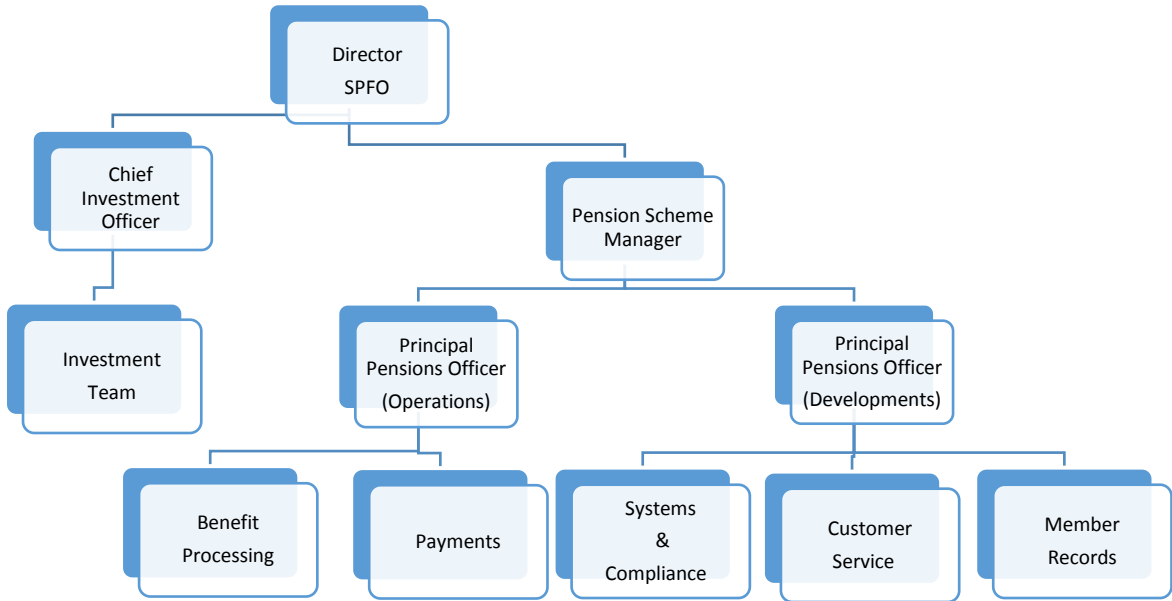 Director
SPFO
Chief
Investment
Officer
Pension Scheme
Manager
Investment
Team
Principal
Pensions Officer
(Operations)
Principal
Pensions Officer
(Developments)
Benefit
Processing
Payments
Systems
&
Compliance
Customer
Service
Member
Records